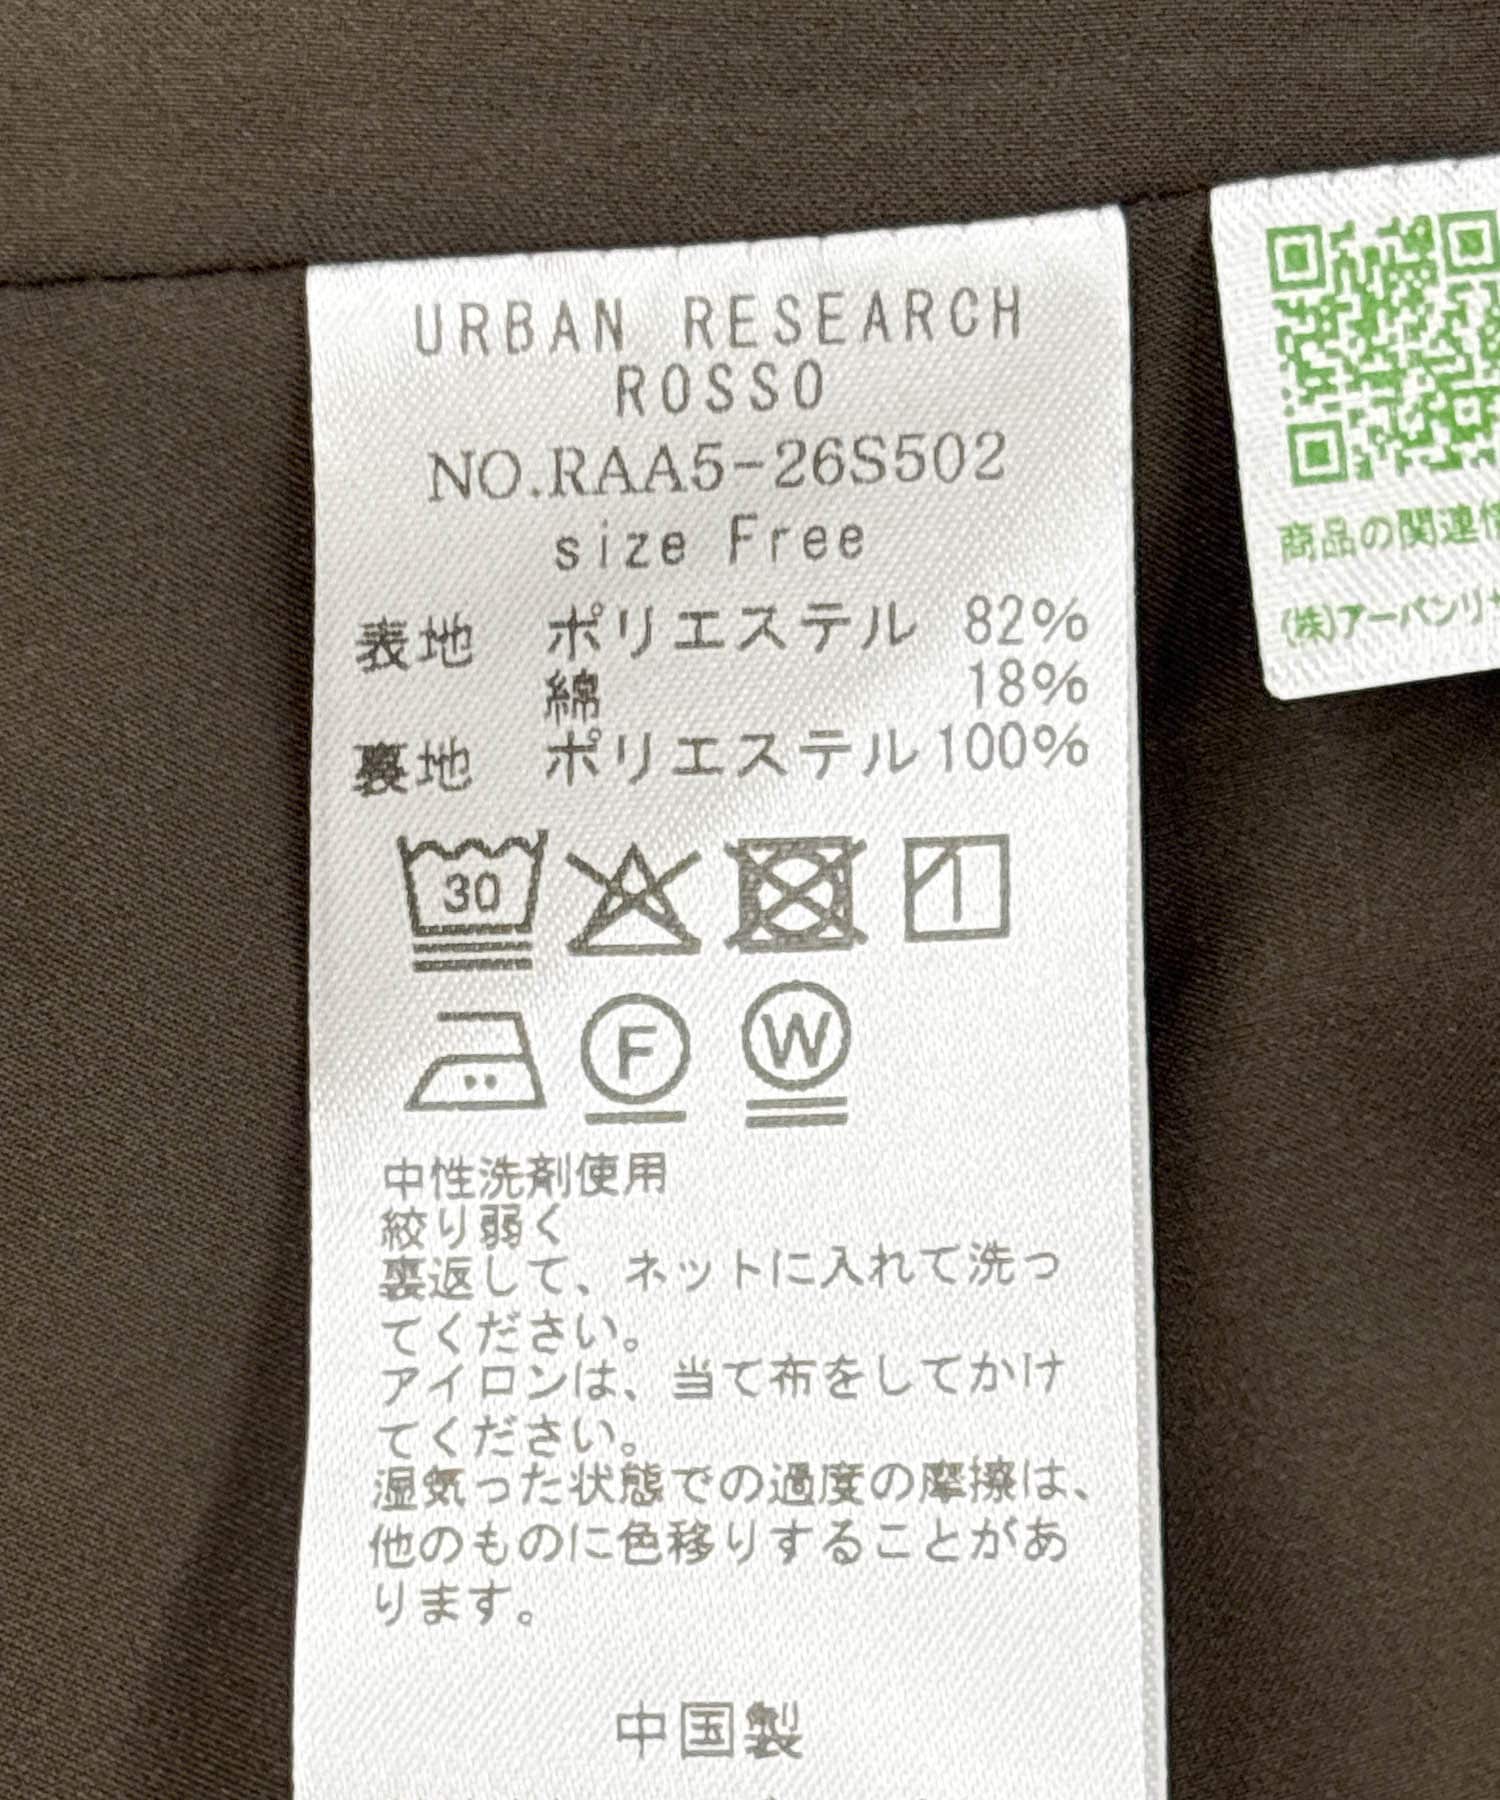 URBAN RESEARCH
ROSSO
NO.RAA5-26S502
size Free
表地 ポリエステル 82%
綿 18%
裏地 ポリエステル 100%
30
F
W
中性洗剤使用
絞り弱く
裏返して、ネットに入れて洗っ
てください。
アイロンは、当て布をしてかけ
てください。
湿気った状態での過度の摩擦は、
他のものに色移りすることがあ
ります。
中国製
商品の関連情
(株)アーバンリサ